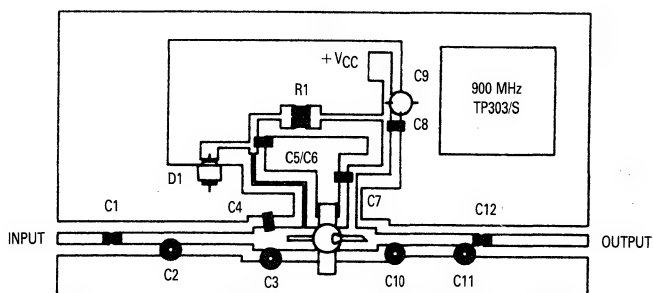 +VCC
C9
R1
900 MHz
TP303/S
C8
C5/C6
D1
C7
C1
C4
C12
INPUT
OUTPUT
C2
C3
C10
C11